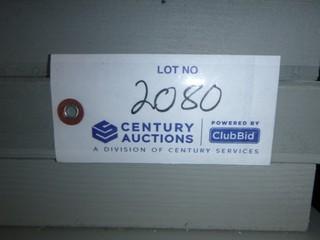 LOT NO
2080
CENTURY AUCTIONS
POWERED BY
ClubBid
A DIVISION OF CENTURY SERVICES